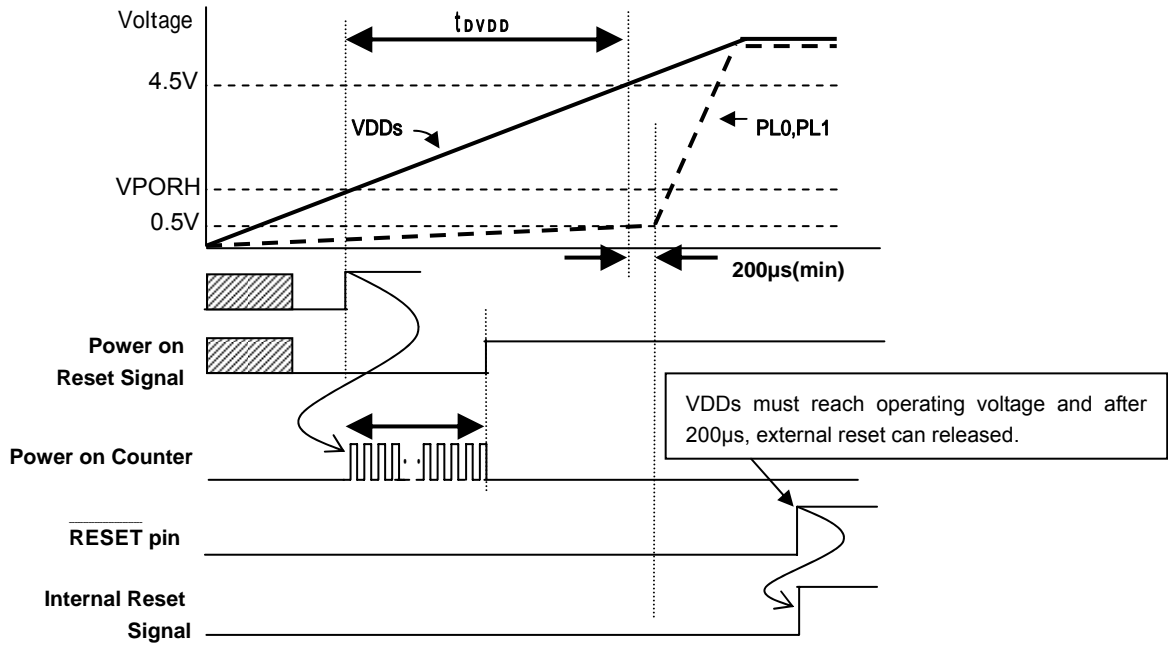 Voltage
tDVDD
4.5V
VDDs
PL0,PL1
VPORH
0.5V
200µs(min)
Power on
Reset Signal
VDDs must reach operating voltage and after
200µs, external reset can released.
Power on Counter
RESET pin
Internal Reset
Signal